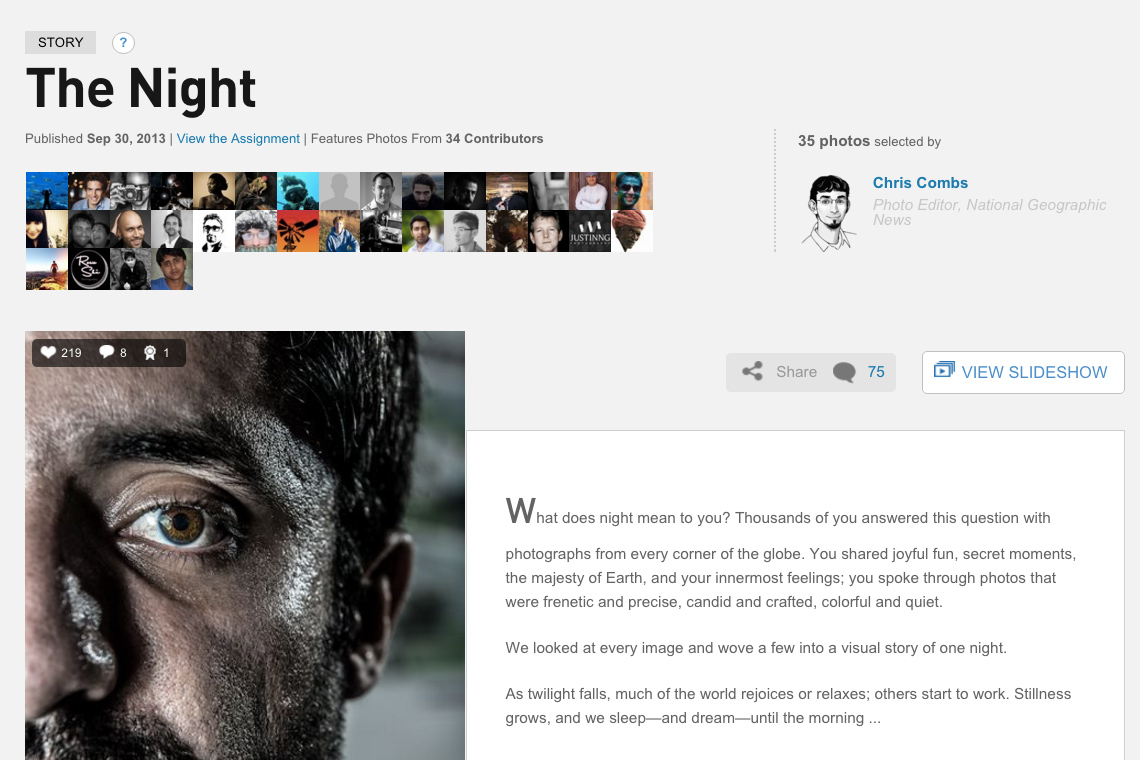 STORY ?
The Night
Published Sep 30, 2013 | View the Assignment | Features Photos From 34 Contributors
35 photos selected by
Chris Combs
Photo Editor, National Geographic
News
JUSTINNG
219 8 1
Share 75 VIEW SLIDESHOW
What does night mean to you? Thousands of you answered this question with
photographs from every corner of the globe. You shared joyful fun, secret moments,
the majesty of Earth, and your innermost feelings; you spoke through photos that
were frenetic and precise, candid and crafted, colorful and quiet.
We looked at every image and wove a few into a visual story of one night.
As twilight falls, much of the world rejoices or relaxes; others start to work. Stillness
grows, and we sleep—and dream—until the morning ...